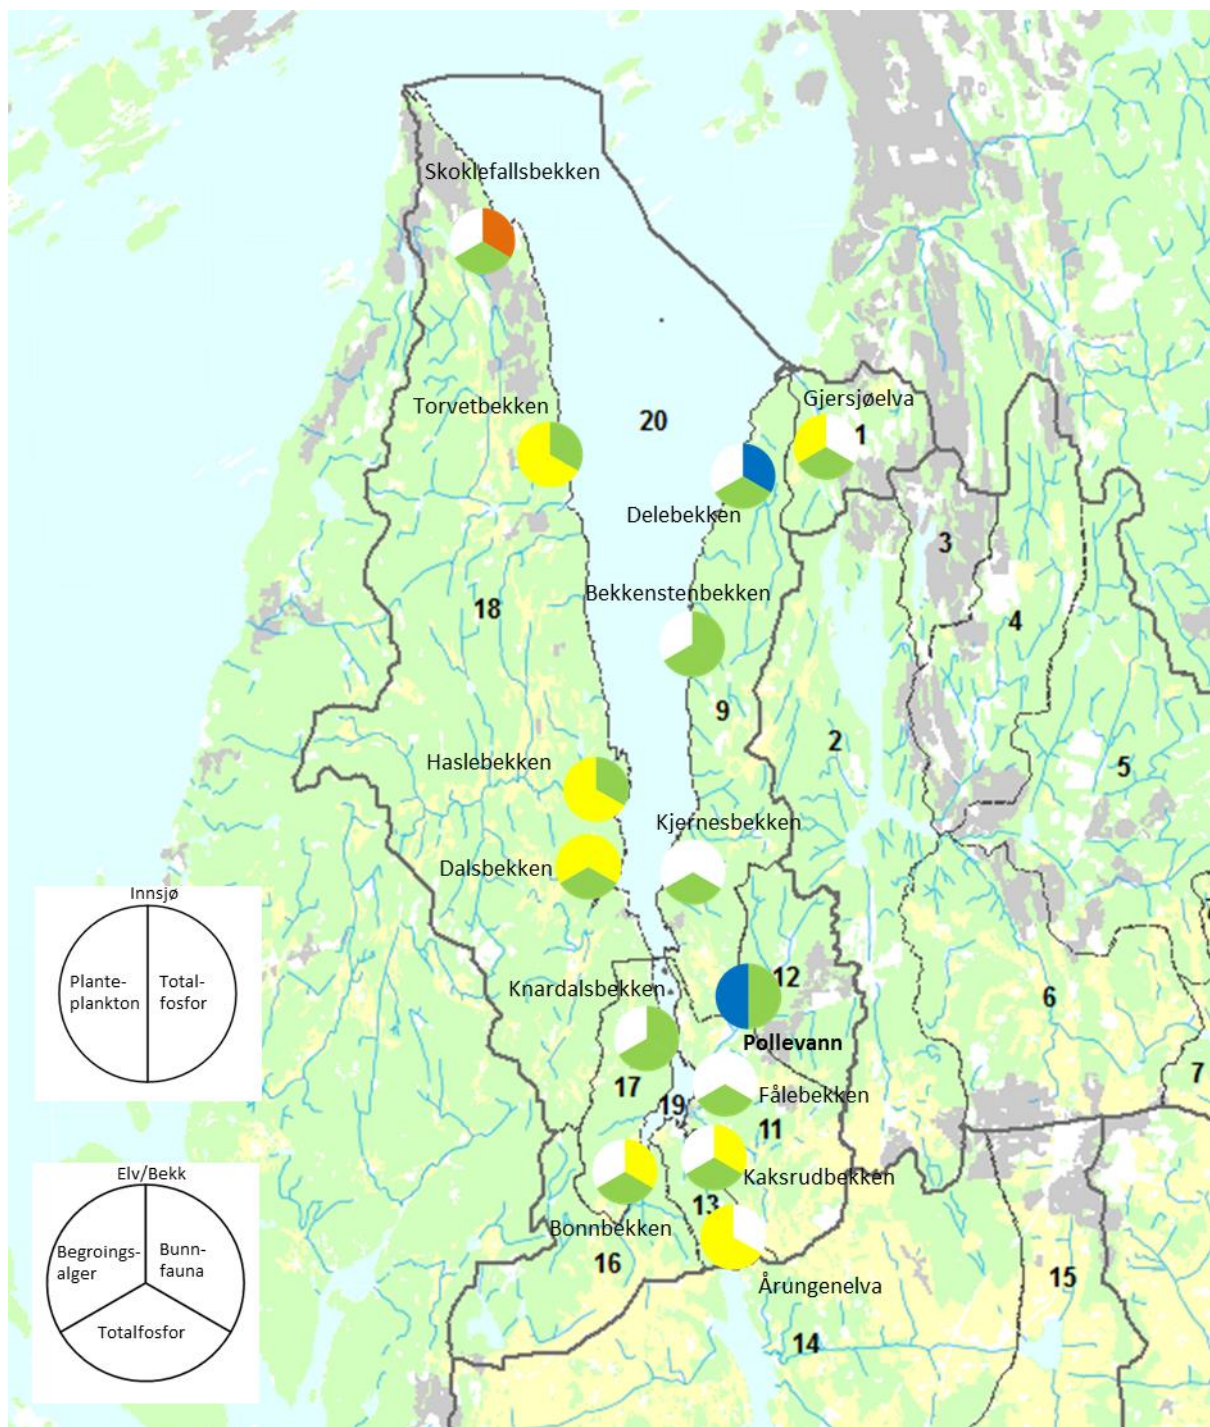 Skoklefallsbekken
Torvetbekken
20
Gjersjøelva
1
Delebekken
3
Bekkenstenbekken
18
4
9
2
5
Haslebekken
Kjernesbekken
Dalsbekken
Innsjø
Plante-
plankton
Total-
fosfor
12
Knardalsbekken
6
Pollevann
7
17
19
Fålebekken
11
Kaksrudbekken
Elv/Bekk
Begroings-
alger
Bunn-
fauna
Totalfosfor
13
Bonnbekken
16
Årungenelva
15
14